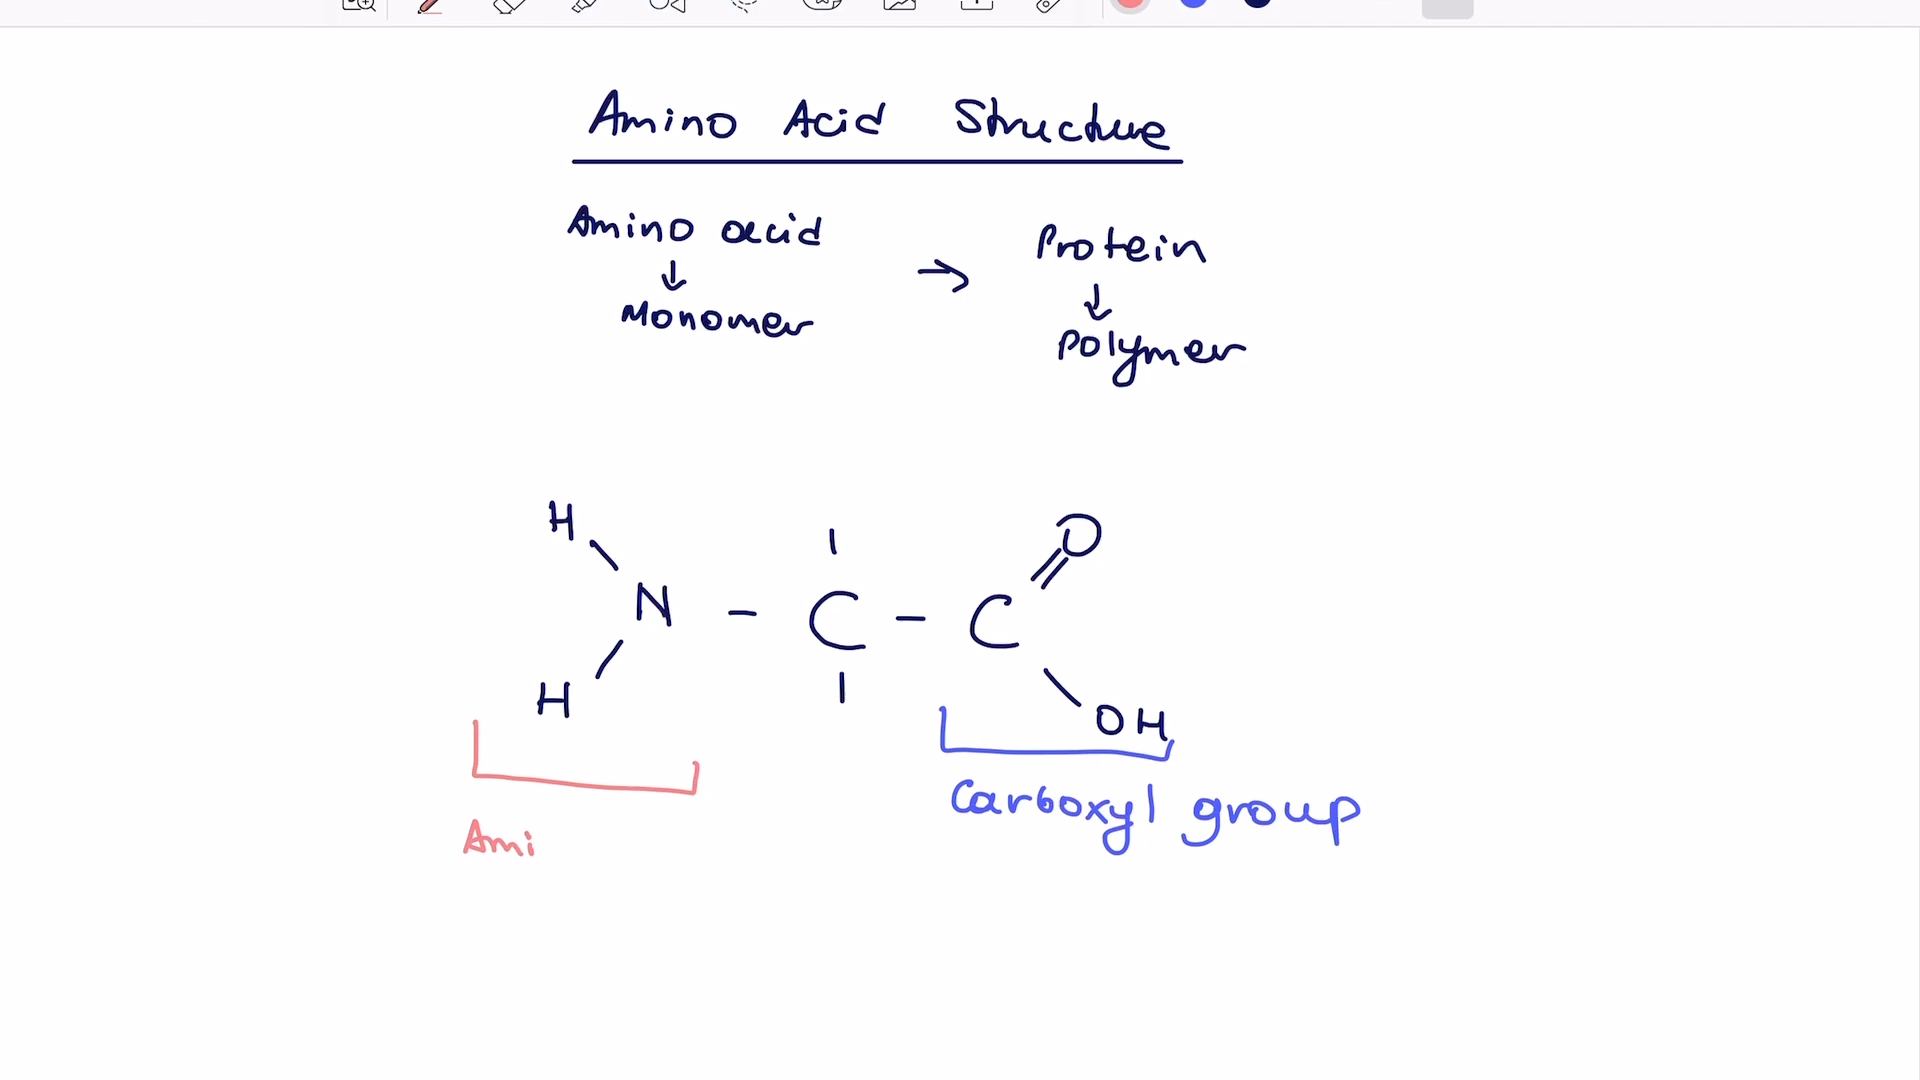 Amino Acid Structure
Amino acid → Protein
↓ ↓
Monomer Polymer
H O
N - C - C
H OH
Carboxyl group
Ami